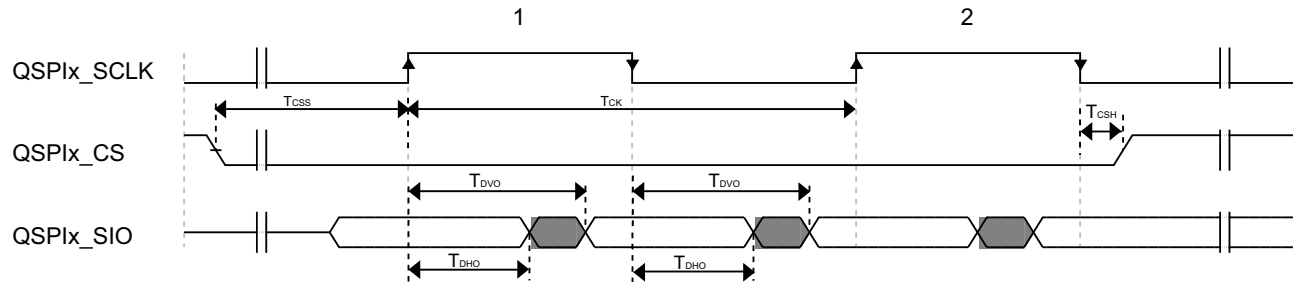 1 2
QSPIx_SCLK
TCSS TCK TCSH
QSPIx_CS
TDVO TDVO
QSPIx_SIO
TDHO TDHO